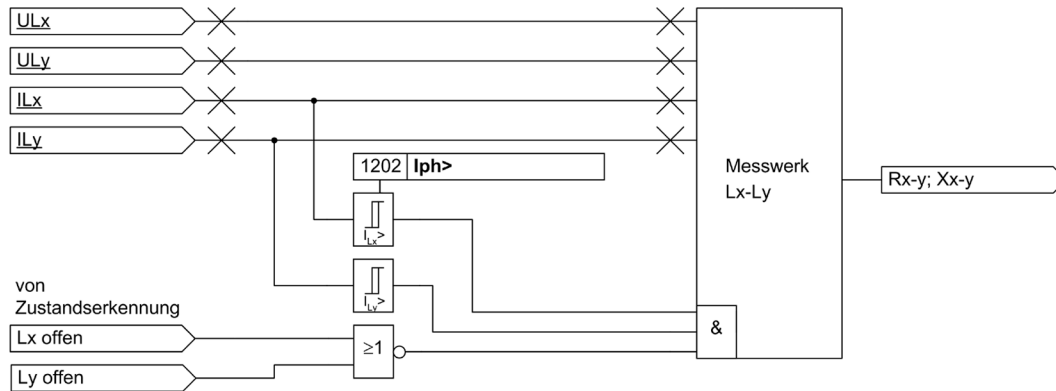 ULx
ULy
ILx
ILy
1202 Iph>
Messwerk
Lx-Ly
Rx-y; Xx-y
ILx>
ILy>
von
Zustandserkennung
Lx offen
Ly offen
≥1
&